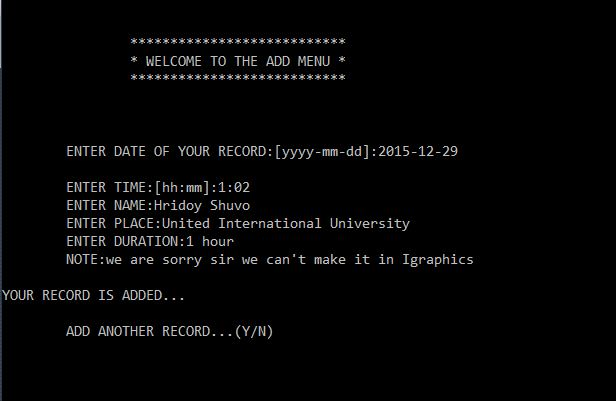 ***************************
* WELCOME TO THE ADD MENU *
***************************
ENTER DATE OF YOUR RECORD:[yyyy-mm-dd]:2015-12-29
ENTER TIME:[hh:mm]:1:02
ENTER NAME:Hridoy Shuvo
ENTER PLACE:United International University
ENTER DURATION:1 hour
NOTE:we are sorry sir we can't make it in Igraphics
YOUR RECORD IS ADDED...
ADD ANOTHER RECORD...(Y/N)